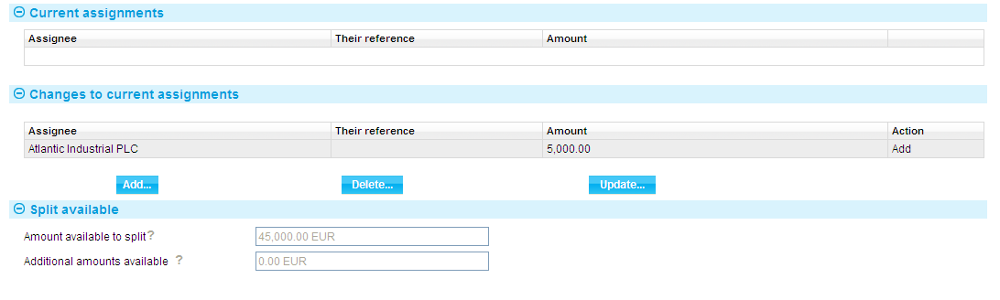 Current assignments
Assignee Their reference Amount
Changes to current assignments
Assignee Their reference Amount Action
Atlantic Industrial PLC 5,000.00 Add
Add... Delete... Update...
Split available
Amount available to split? 45,000.00 EUR
Additional amounts available ? 0.00 EUR